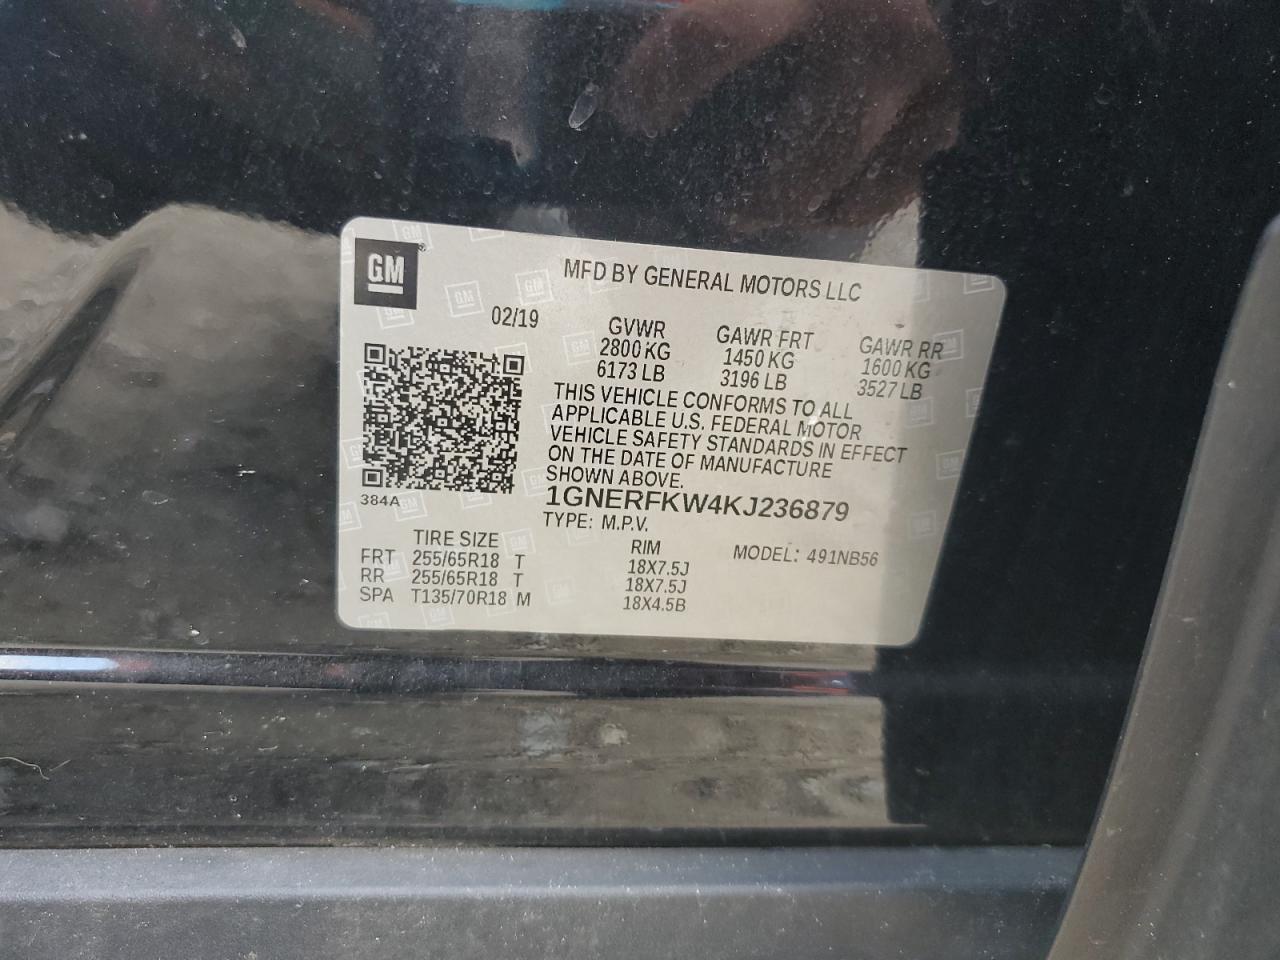 GM
MFD BY GENERAL MOTORS LLC
02/19
GVWR GAWR FRT GAWR RR
2800 KG 1450 KG 1600 KG
6173 LB 3196 LB 3527 LB
THIS VEHICLE CONFORMS TO ALL
APPLICABLE U.S. FEDERAL MOTOR
VEHICLE SAFETY STANDARDS IN EFFECT
ON THE DATE OF MANUFACTURE
SHOWN ABOVE.
384A
1GNERFKW4KJ236879
TYPE: M.P.V.
TIRE SIZE RIM MODEL: 491NB56
FRT 255/65R18 T 18X7.5J
RR 255/65R18 T 18X7.5J
SPA T135/70R18 M 18X4.5B